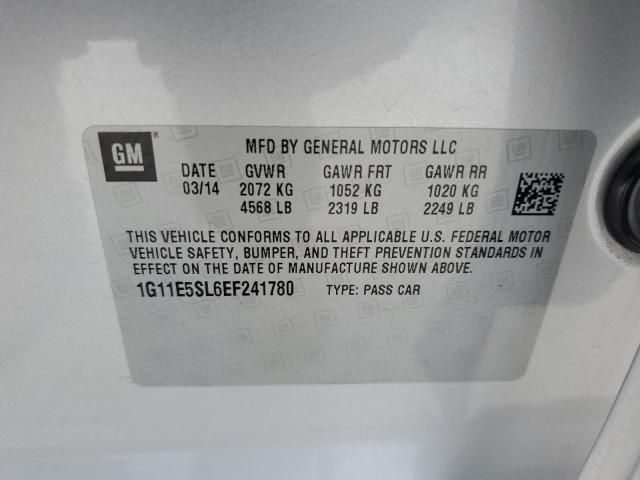 GM ®
MFD BY GENERAL MOTORS LLC
DATE GVWR GAWR FRT GAWR RR
03/14 2072 KG 1052 KG 1020 KG
4568 LB 2319 LB 2249 LB
THIS VEHICLE CONFORMS TO ALL APPLICABLE U.S. FEDERAL MOTOR
VEHICLE SAFETY, BUMPER, AND THEFT PREVENTION STANDARDS IN
EFFECT ON THE DATE OF MANUFACTURE SHOWN ABOVE.
1G11E5SL6EF241780 TYPE: PASS CAR